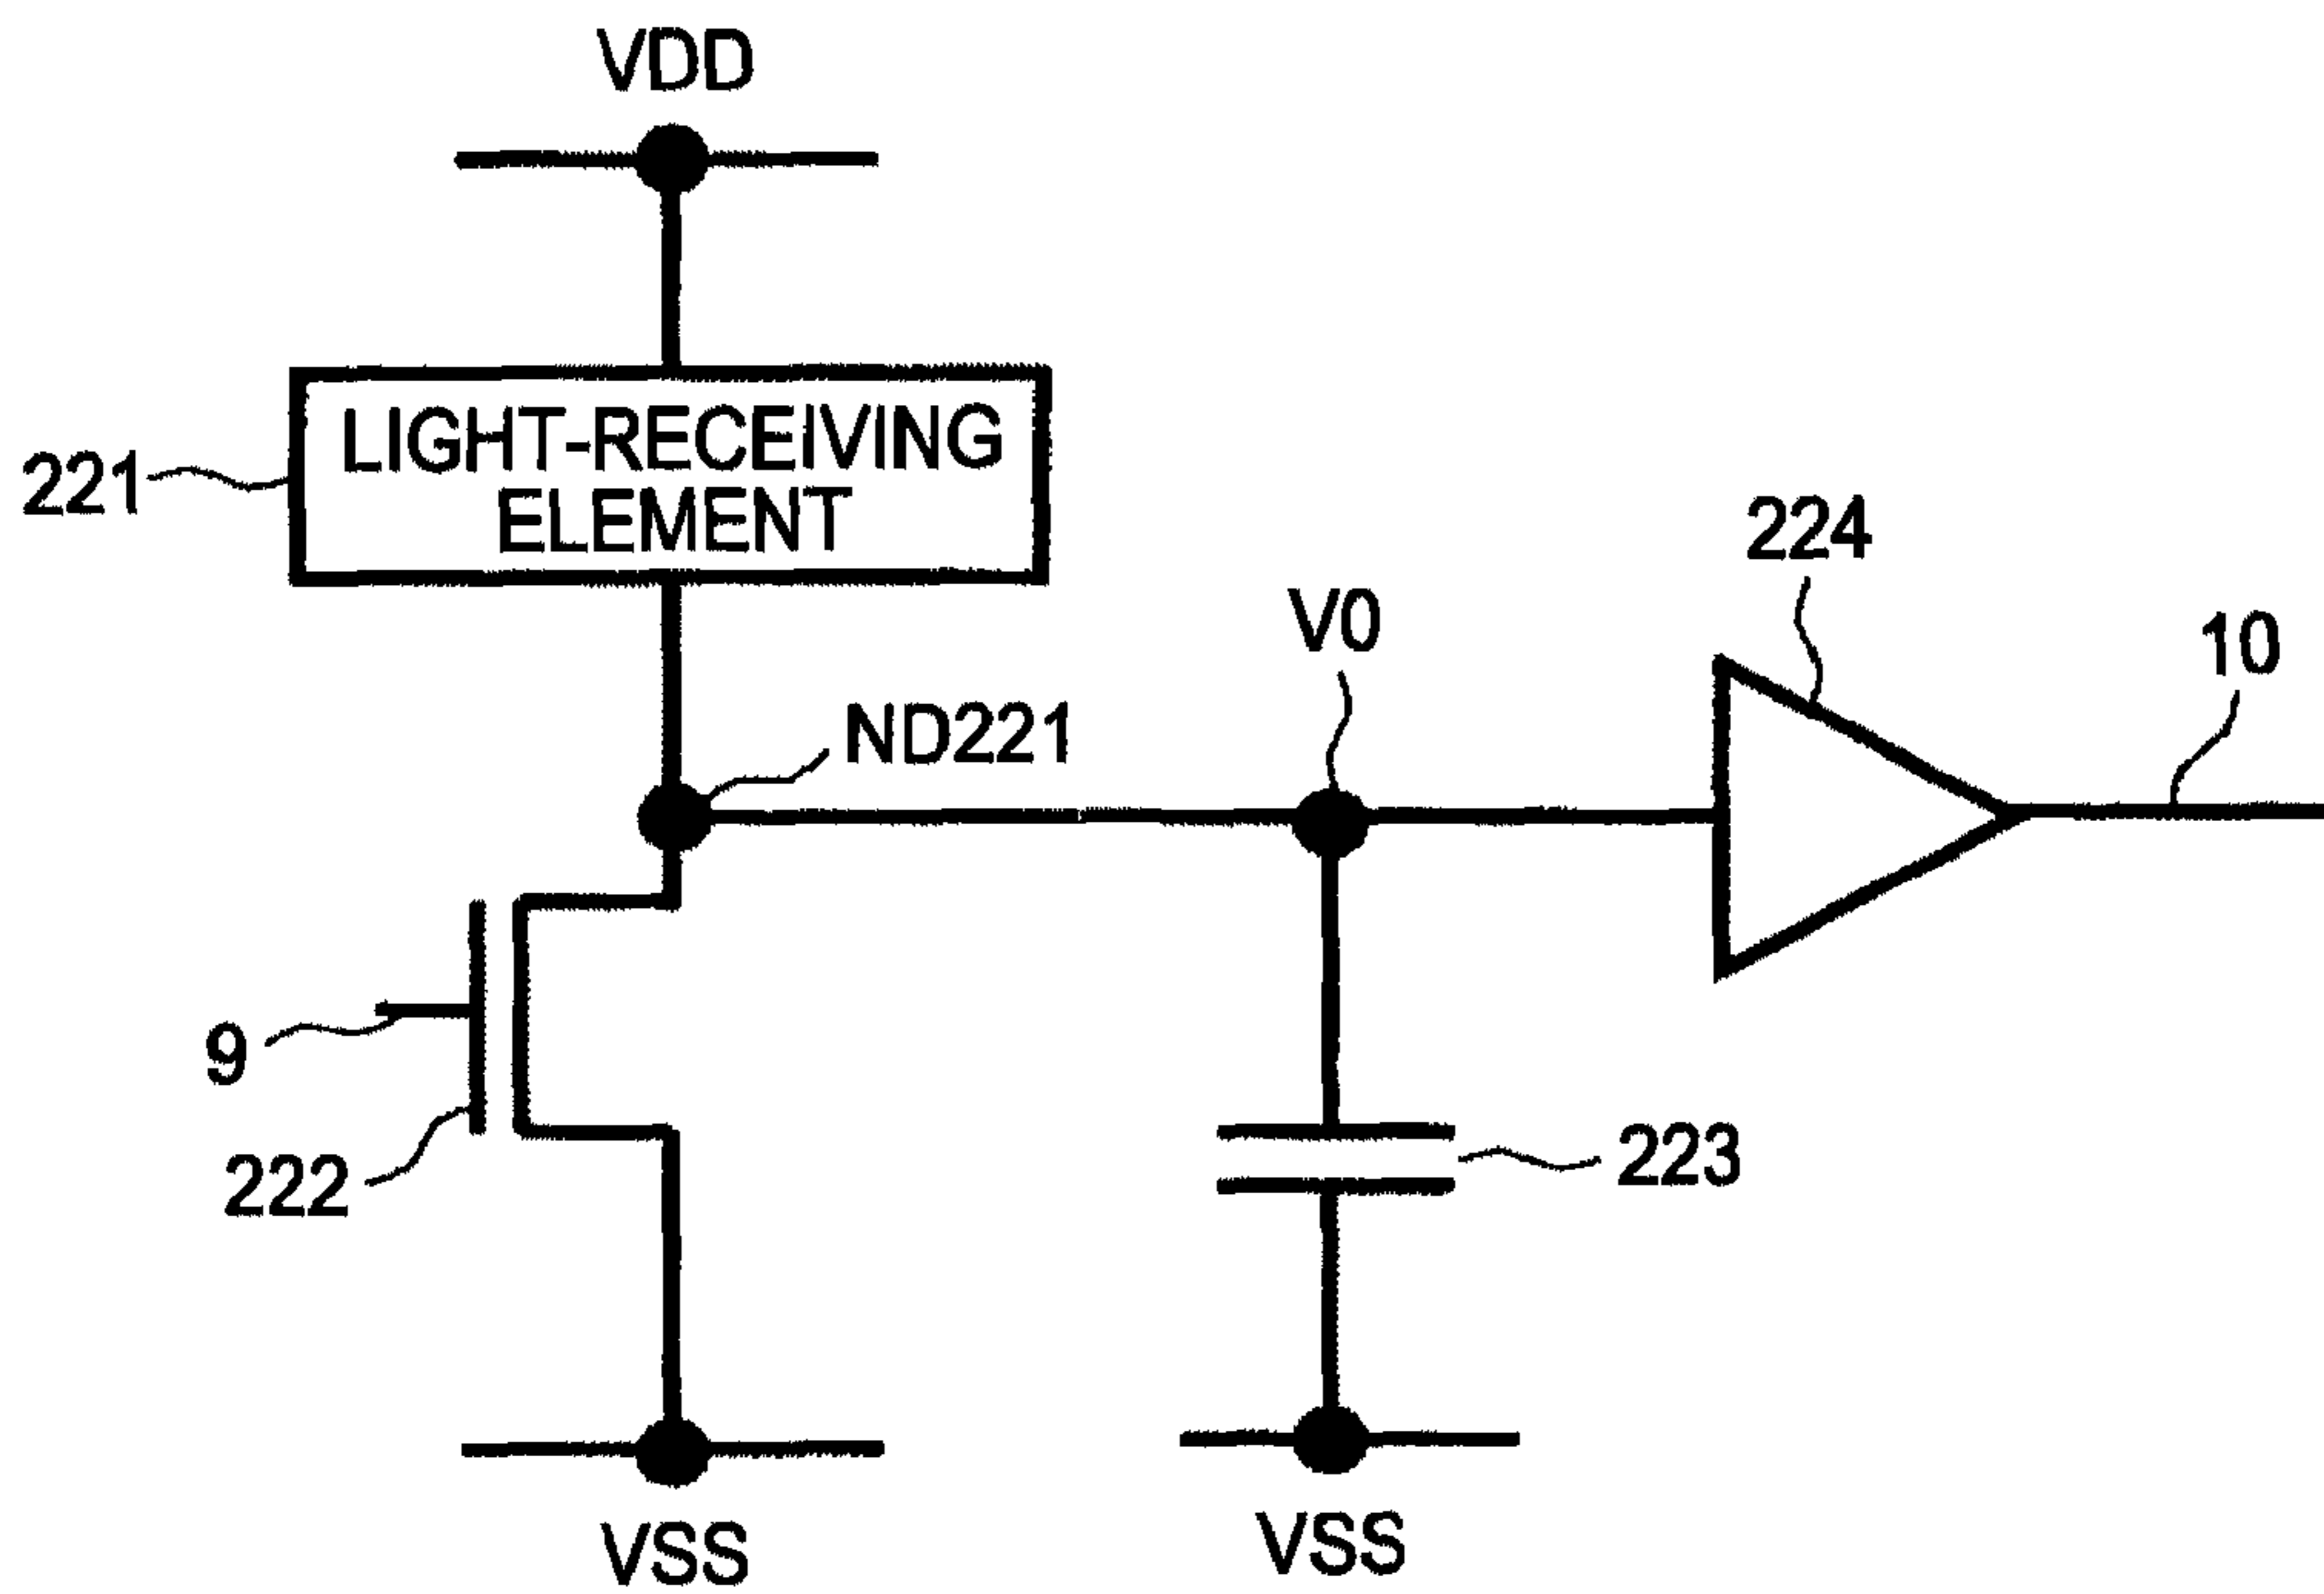 VDD
LIGHT-RECEIVING
ELEMENT
221
224
V0
10
ND221
9
222
223
VSS
VSS